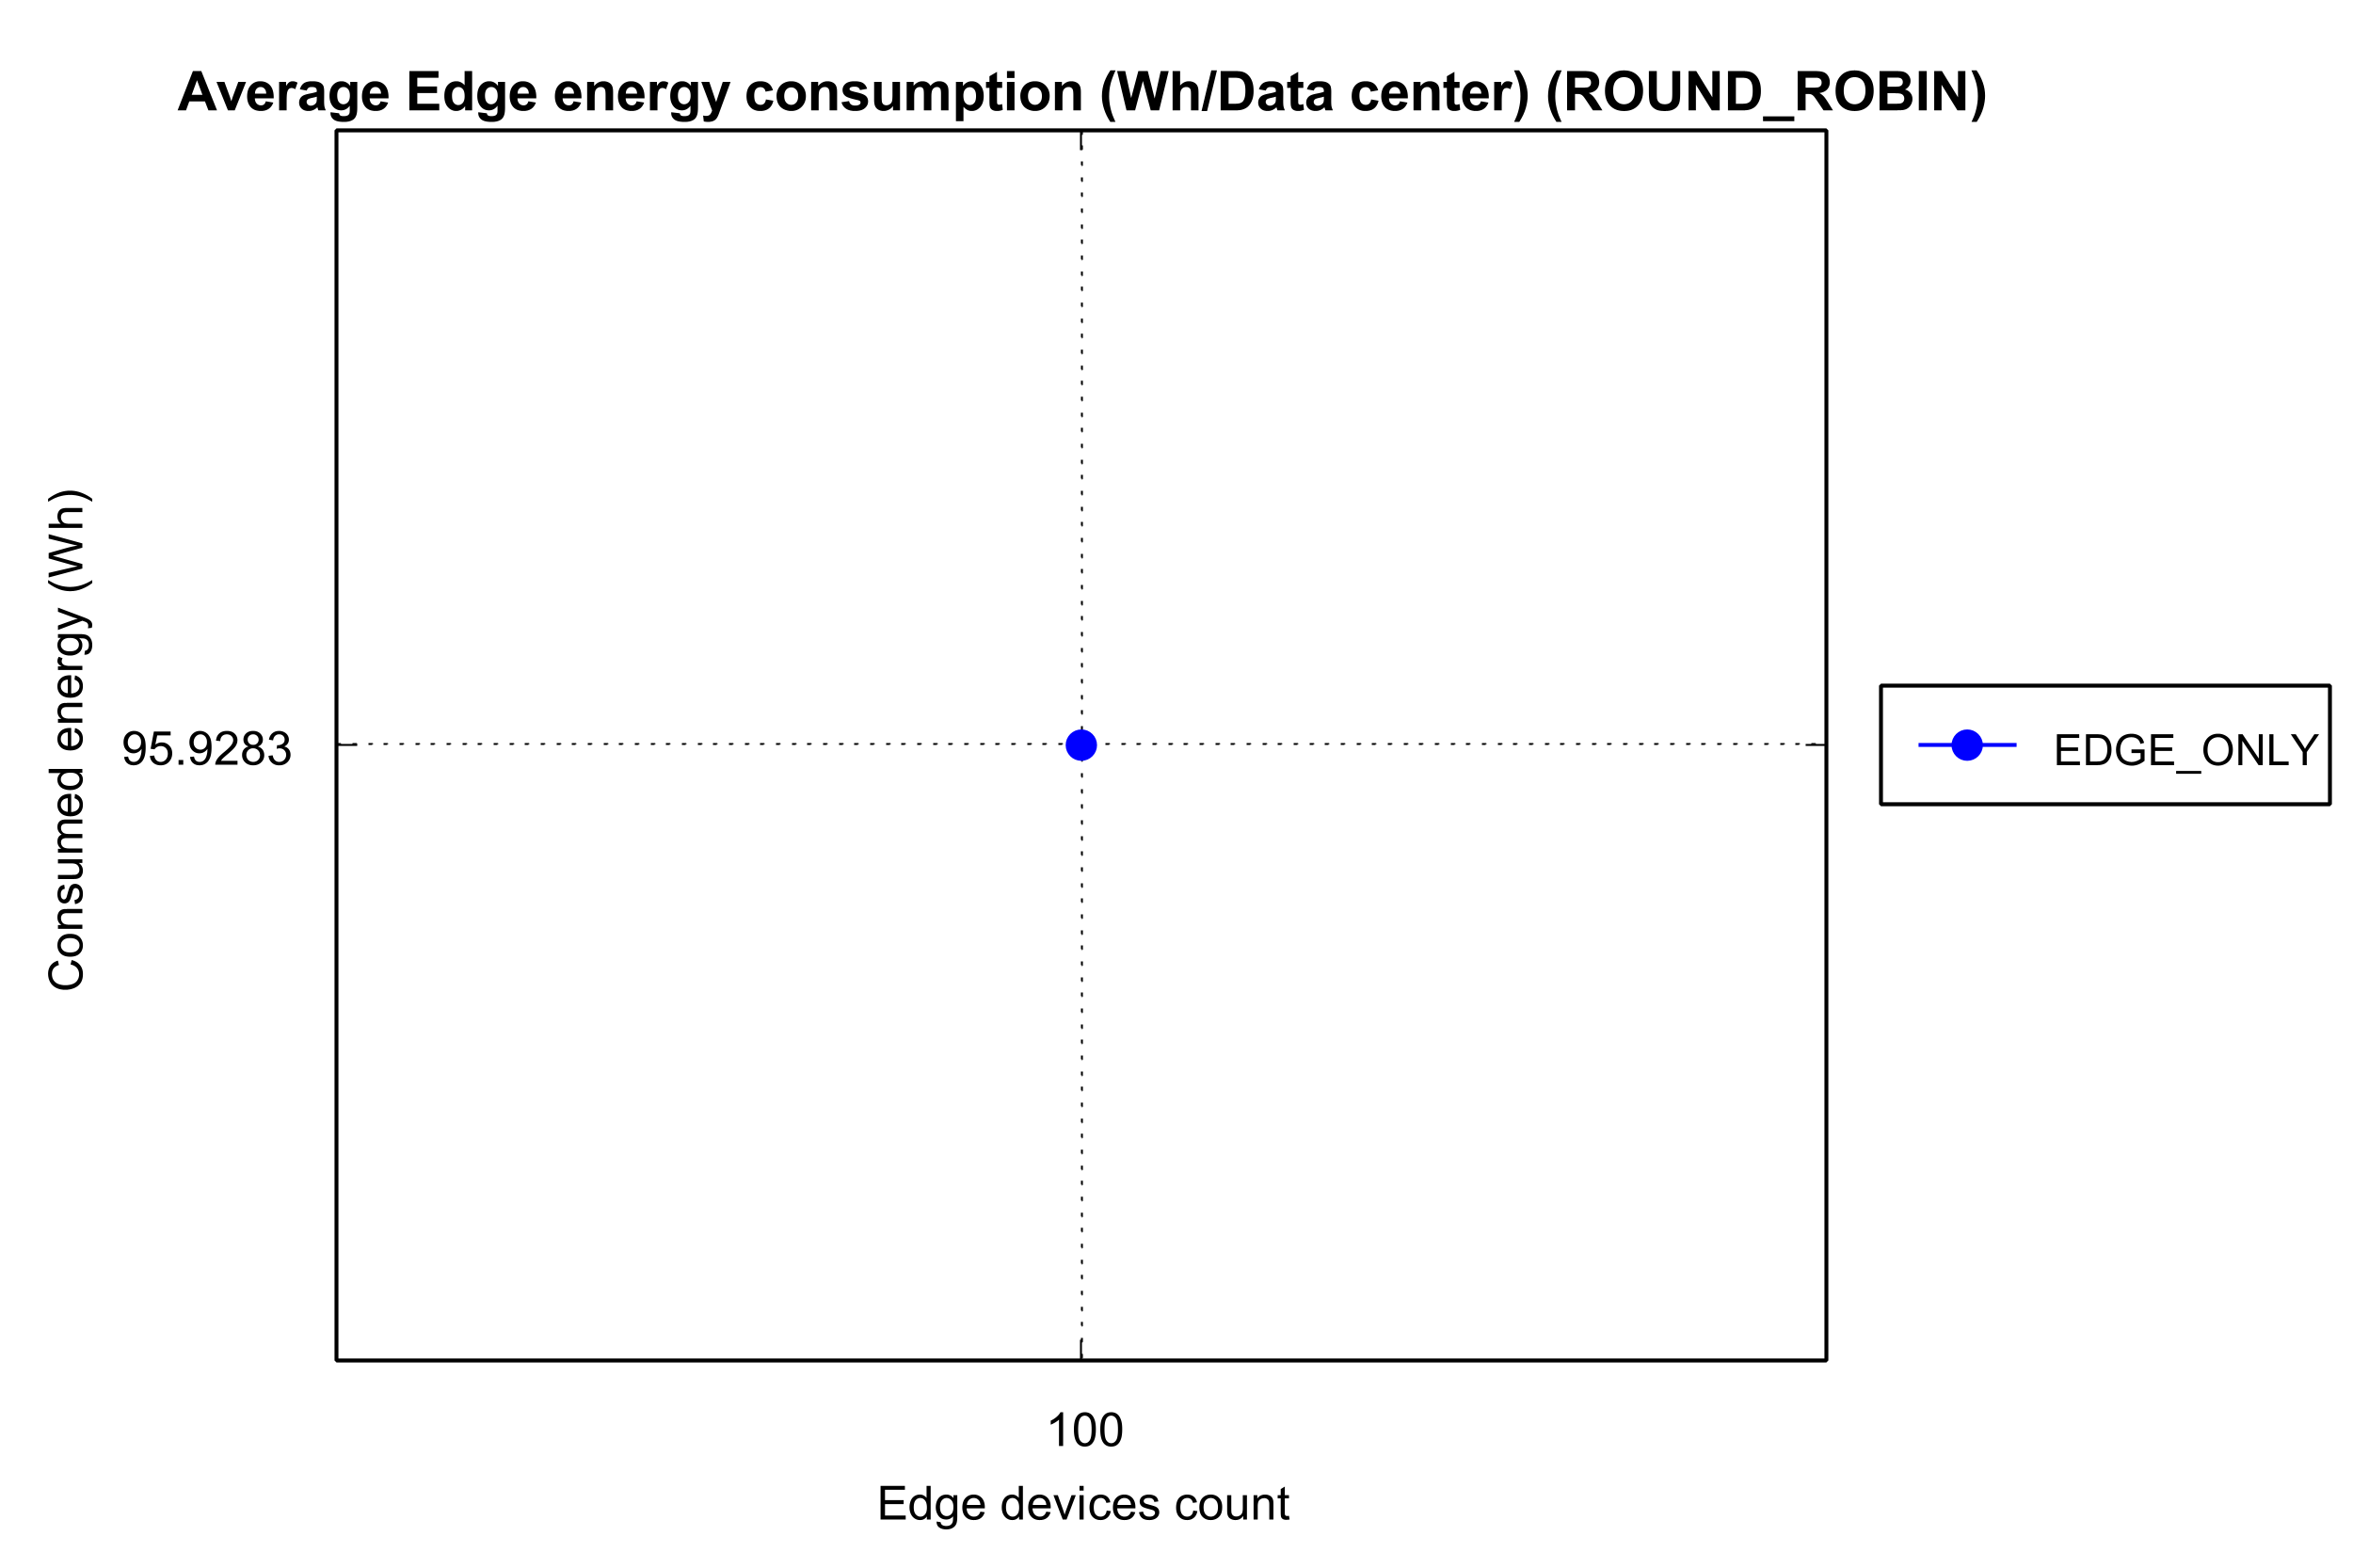 Average Edge energy consumption (Wh/Data center) (ROUND_ROBIN)
Consumed energy (Wh)
95.9283
EDGE_ONLY
100
Edge devices count